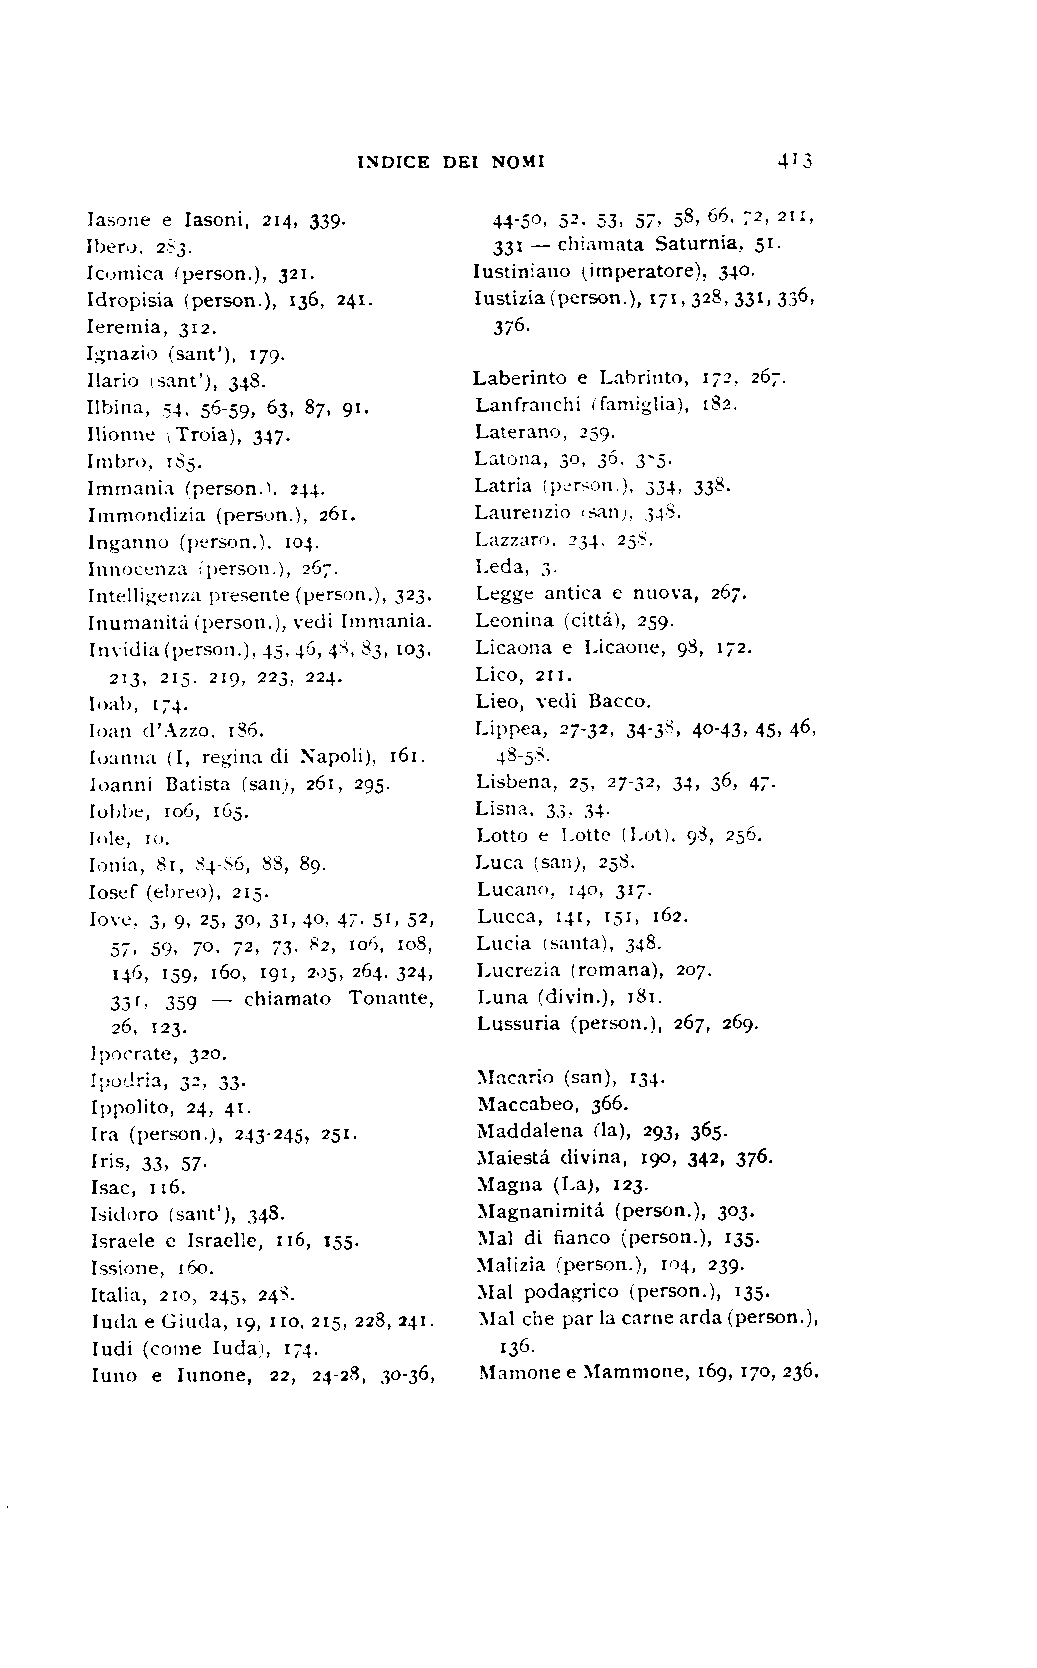 INDICE DEI NOMI 413
Iasone e Iasoni, 214, 339.
Ibero, 283.
Icomica (person.), 321.
Idropisia (person.), 136, 241.
Ieremia, 312.
Ignazio (sant'), 179.
Ilario (sant'), 348.
Ilbina, 54, 56-59, 63, 87, 91.
Ilionne (Troia), 347.
Imbro, 185.
Immania (person.), 244.
Immondizia (person.), 261.
Inganno (person.), 104.
Innocenza (person.), 267.
Intelligenza presente (person.), 323.
Inumanitá (person.), vedi Immania.
Invidia (person.), 45, 46, 48, 83, 103,
213, 215, 219, 223, 224.
Ioab, 174.
Ioan d'Azzo, 186.
Ioanna (I, regina di Napoli), 161.
Ioanni Batista (san), 261, 295.
Iobbe, 106, 165.
Iole, 10.
Ionia, 81, 84-86, 88, 89.
Iosef (ebreo), 215.
Iove, 3, 9, 25, 30, 31, 40, 47, 51, 52,
57, 59, 70, 72, 73, 82, 106, 108,
146, 159, 160, 191, 205, 264, 324,
331, 359 — chiamato Tonante,
26, 123.
Ipocrate, 320.
Ipodria, 32, 33.
Ippolito, 24, 41.
Ira (person.), 243-245, 251.
Iris, 33, 57.
Isac, 116.
Isidoro (sant'), 348.
Israele e Israelle, 116, 155.
Issione, 160.
Italia, 210, 245, 248.
Iuda e Giuda, 19, 110, 215, 228, 241.
Iudi (come Iuda), 174.
Iuno e Iunone, 22, 24-28, 30-36,
44-50, 52, 53, 57, 58, 66, 72, 211,
331 — chiamata Saturnia, 51.
Iustiniano (imperatore), 340.
Iustizia (person.), 171, 328, 331, 336,
376.
Laberinto e Labrinto, 172, 267.
Lanfranchi (famiglia), 182.
Laterano, 259.
Latona, 30, 36,
Latria (person.), 334, 338.
Laurenzio (san), 348.
Lazzaro, 234, 258.
Leda, 3.
Legge antica e nuova, 267.
Leonina (cittá), 259.
Licaona e Licaone, 98, 172.
Lico, 211.
Lieo, vedi Bacco.
Lippea, 27-32, 34-38, 40-43, 45, 46,
48-58.
Lisbena, 25, 27-32, 34, 36, 47.
Lisna, 33, 34.
Lotto e Lotte (Lot), 98, 256.
Luca (san), 258.
Lucano, 140, 317.
Lucca, 141, 151, 162.
Lucia (santa), 348.
Lucrezia (romana), 207.
Luna (divin.), 181.
Lussuria (person.), 267, 269.
Macario (san), 134.
Maccabeo, 366.
Maddalena (la), 293, 365.
Maiestá divina, 190, 342, 376.
Magna (La), 123.
Magnanimitá (person.), 303.
Mal di fianco (person.), 135.
Malizia (person.), 104, 239.
Mal podagrico (person.), 135.
Mal che par la carne arda (person.),
136.
Mamone e Mammone, 169, 170, 236.